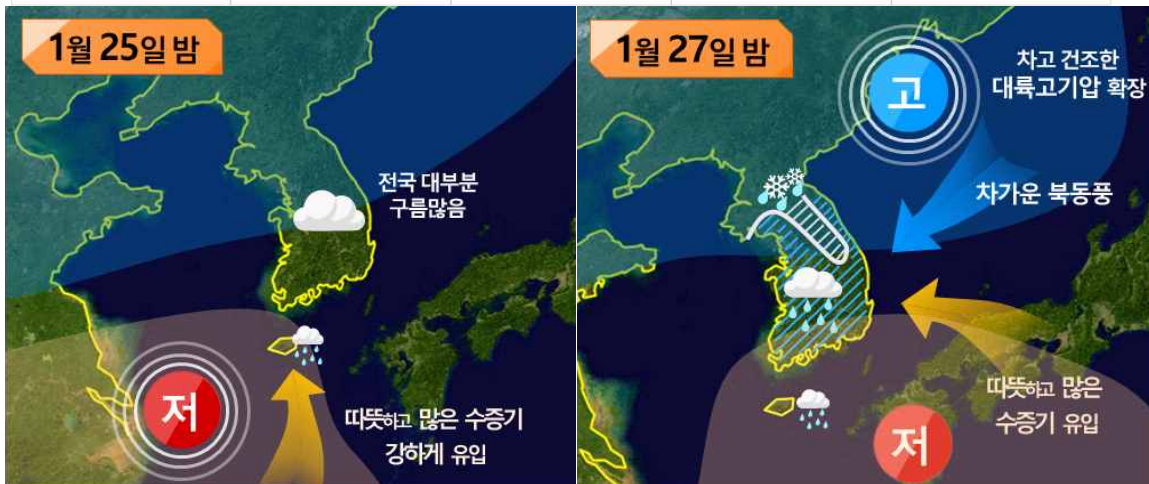 1월 25일 밤
전국 대부분
구름많음
저
따뜻하고 많은 수증기
강하게 유입
1월 27일 밤
고
차고 건조한
대륙고기압 확장
차가운 북동풍
따뜻하고 많은
수증기 유입
저